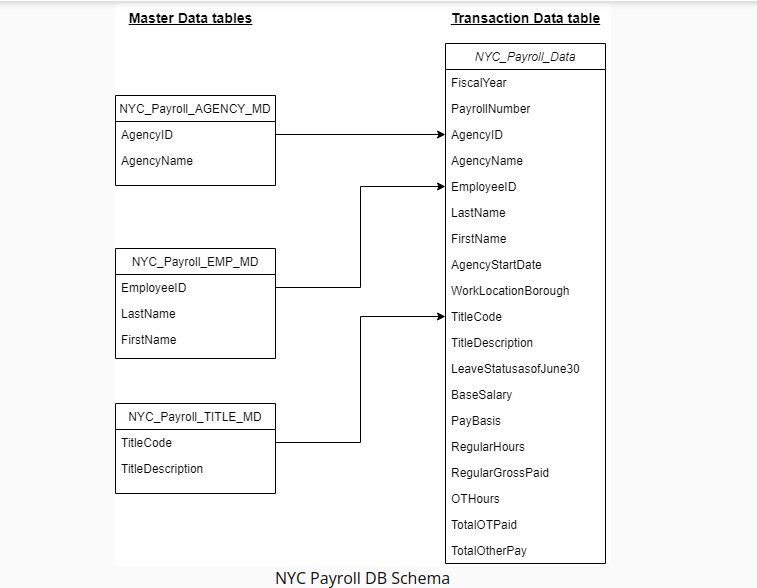 Master Data tables
Transaction Data table
NYC_Payroll_AGENCY_MD
AgencyID
AgencyName
NYC_Payroll_EMP_MD
EmployeeID
LastName
FirstName
NYC_Payroll_TITLE_MD
TitleCode
TitleDescription
NYC_Payroll_Data
FiscalYear
PayrollNumber
AgencyID
AgencyName
EmployeeID
LastName
FirstName
AgencyStartDate
WorkLocationBorough
TitleCode
TitleDescription
LeaveStatusasofJune30
BaseSalary
PayBasis
RegularHours
RegularGrossPaid
OTHours
TotalOTPaid
TotalOtherPay
NYC Payroll DB Schema